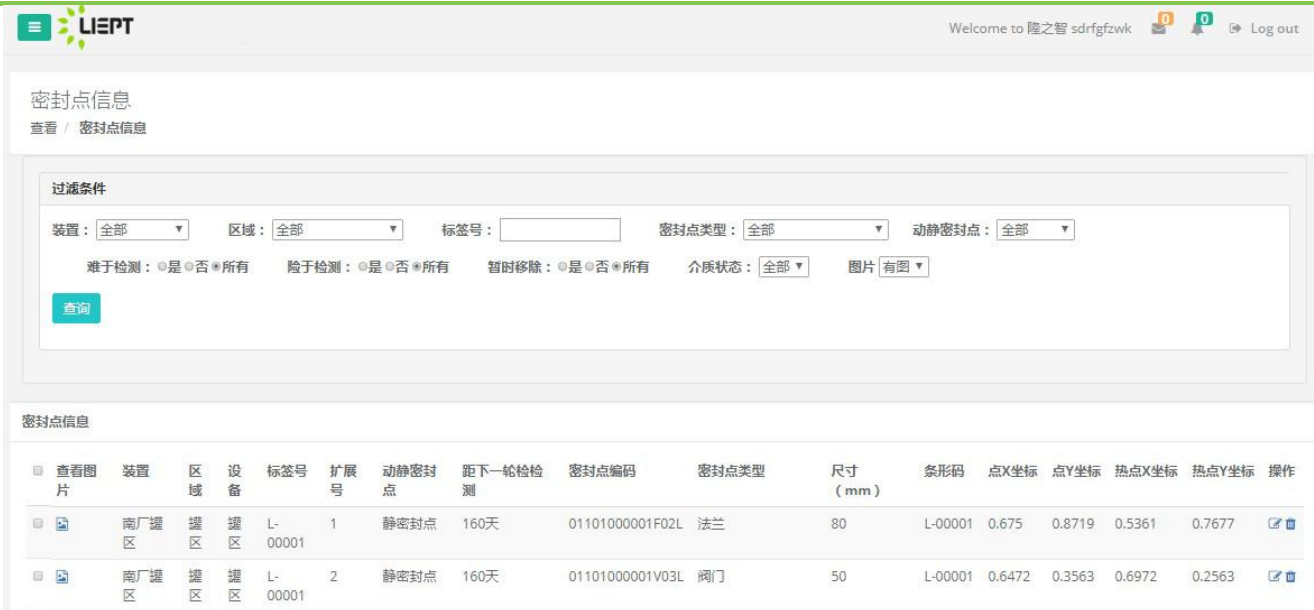 LIEPT
Welcome to 隆之智 sdrfgfzwk 0 0 Log out
密封点信息
查看 / 密封点信息
过滤条件
装置： 全部 区域： 全部 标签号： 密封点类型： 全部 动静密封点： 全部
难于检测： 是 否 所有 险于检测： 是 否 所有 暂时移除： 是 否 所有 介质状态： 全部 图片 有图
查询
密封点信息
查看图片 装置 区域 设备 标签号 扩展号 动静密封点 距下一轮检检测 密封点编码 密封点类型 尺寸（mm） 条形码 点X坐标 点Y坐标 热点X坐标 热点Y坐标 操作
南厂罐区 罐区 罐区 L-00001 1 静密封点 160天 01101000001F02L 法兰 80 L-00001 0.675 0.8719 0.5361 0.7677
南厂罐区 罐区 罐区 L-00001 2 静密封点 160天 01101000001V03L 阀门 50 L-00001 0.6472 0.3563 0.6972 0.2563